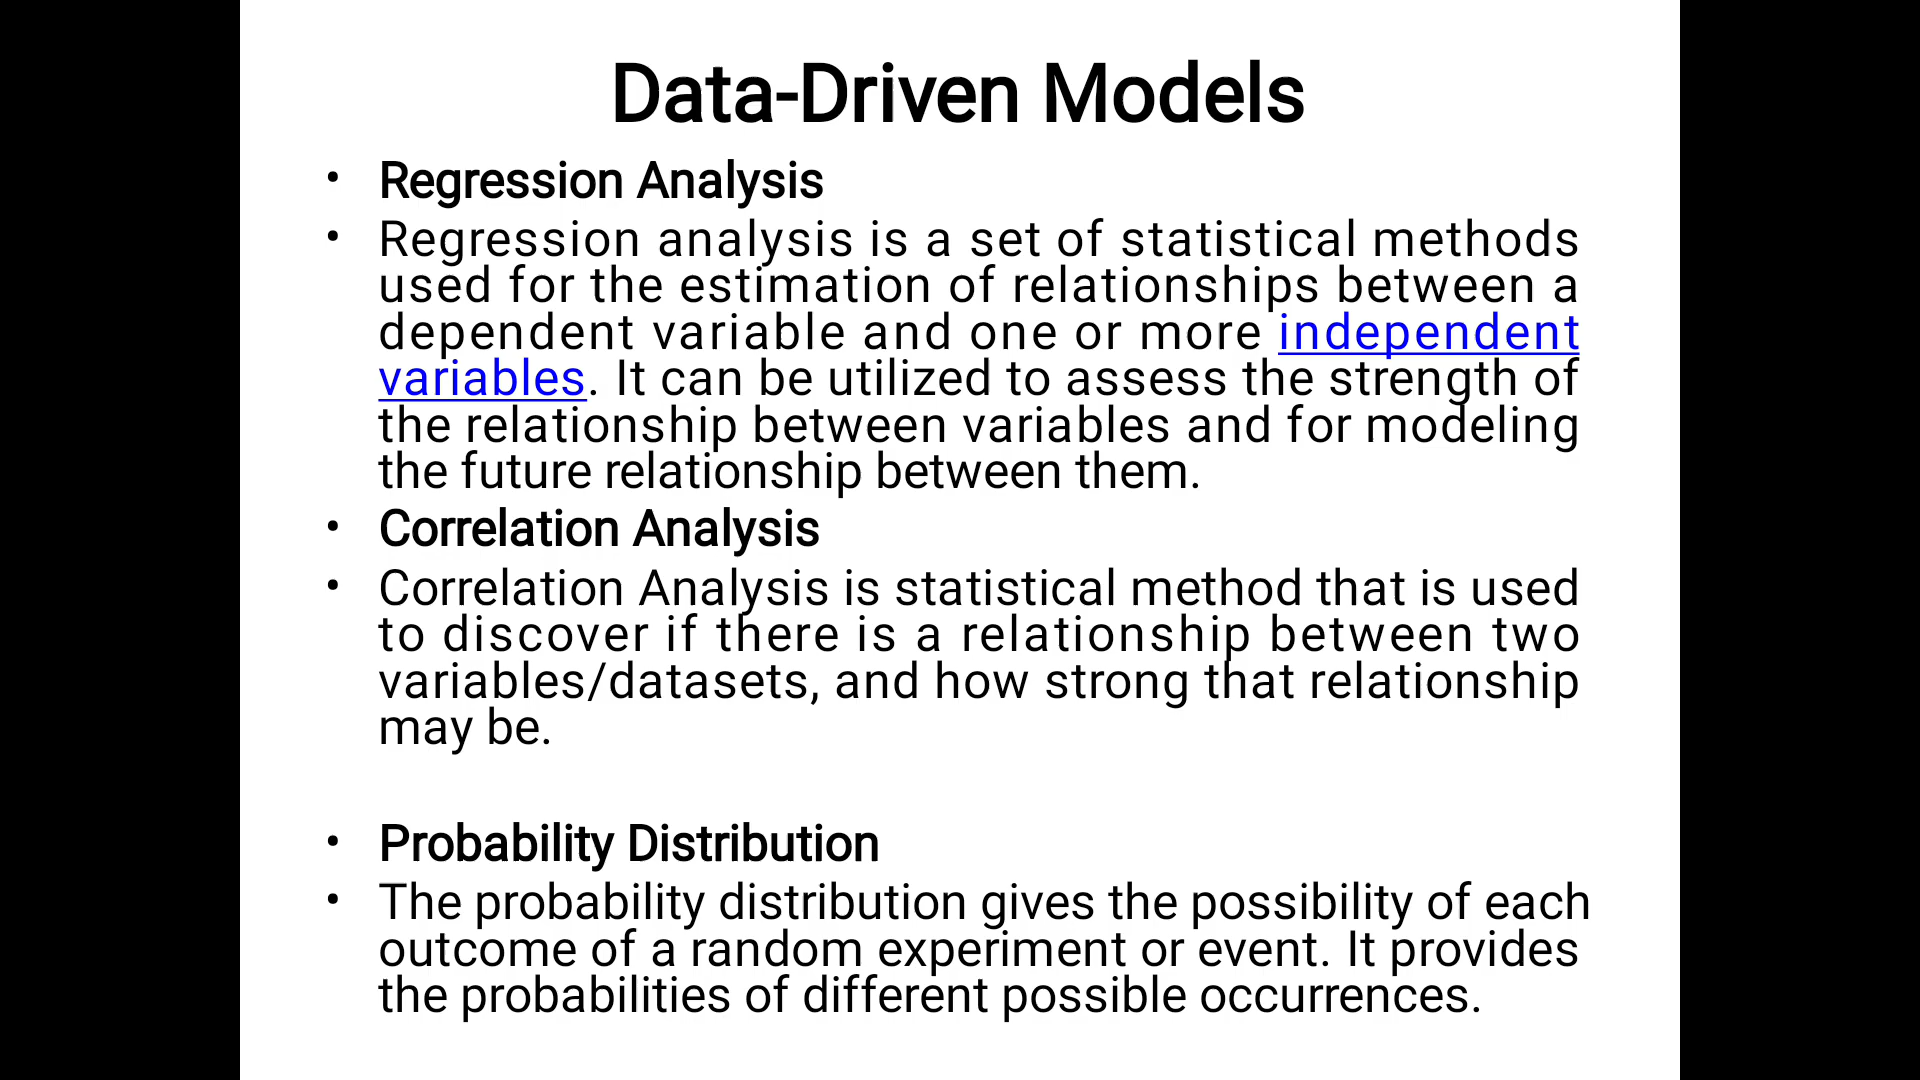 Data-Driven Models
• Regression Analysis
• Regression analysis is a set of statistical methods
used for the estimation of relationships between a
dependent variable and one or more independent
variables. It can be utilized to assess the strength of
the relationship between variables and for modeling
the future relationship between them.
• Correlation Analysis
• Correlation Analysis is statistical method that is used
to discover if there is a relationship between two
variables/datasets, and how strong that relationship
may be.
• Probability Distribution
• The probability distribution gives the possibility of each
outcome of a random experiment or event. It provides
the probabilities of different possible occurrences.